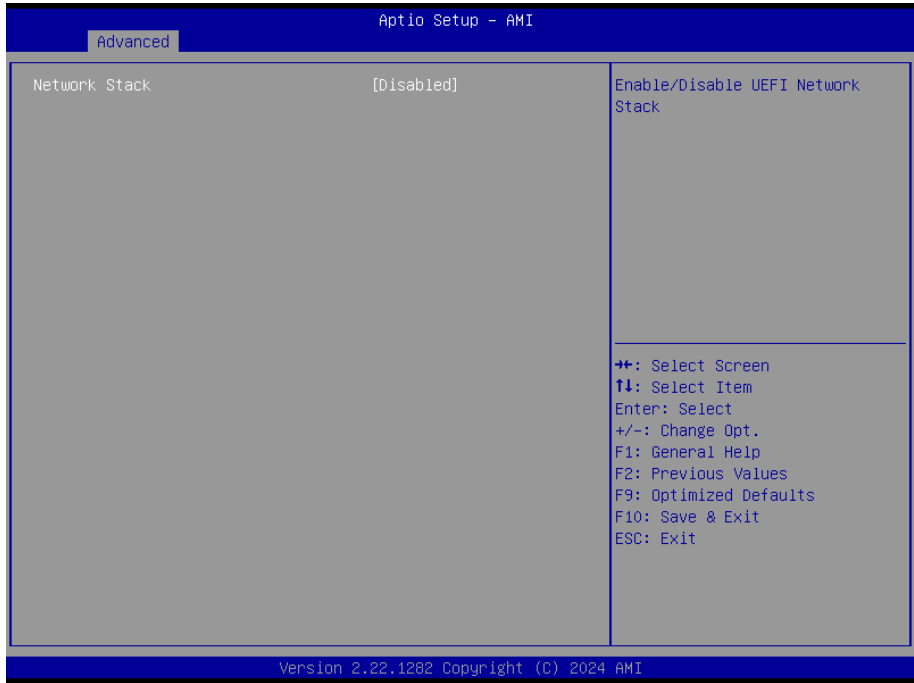 Aptio Setup – AMI
Advanced
Network Stack [Disabled]
Enable/Disable UEFI Network
Stack
→←: Select Screen
↑↓: Select Item
Enter: Select
+/-: Change Opt.
F1: General Help
F2: Previous Values
F9: Optimized Defaults
F10: Save & Exit
ESC: Exit
Version 2.22.1282 Copyright (C) 2024 AMI